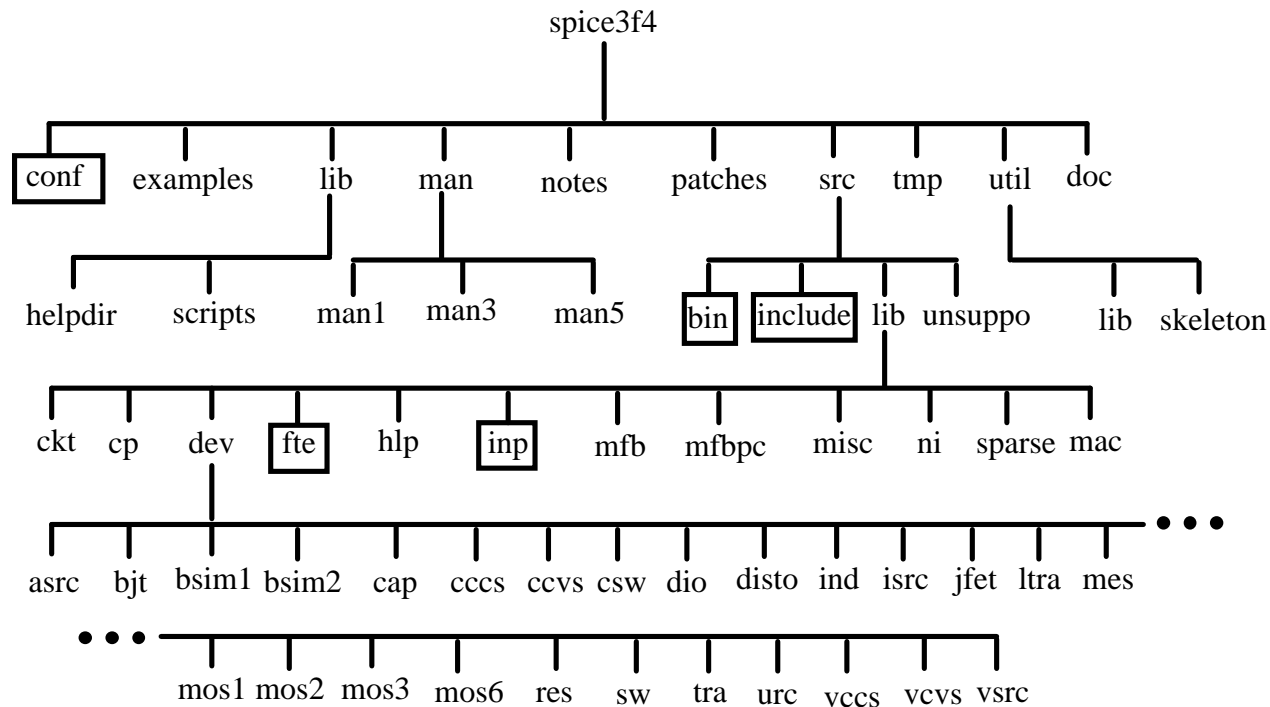 spice3f4
conf examples lib man notes patches src tmp util doc
helpdir scripts man1 man3 man5 bin include lib unsuppo lib skeleton
ckt cp dev fte hlp inp mfb mfbpc misc ni sparse mac
asrc bjt bsim1 bsim2 cap cccs ccvs csw dio disto ind isrc jfet ltra mes
mos1 mos2 mos3 mos6 res sw tra urc vccs vcvs vsrc